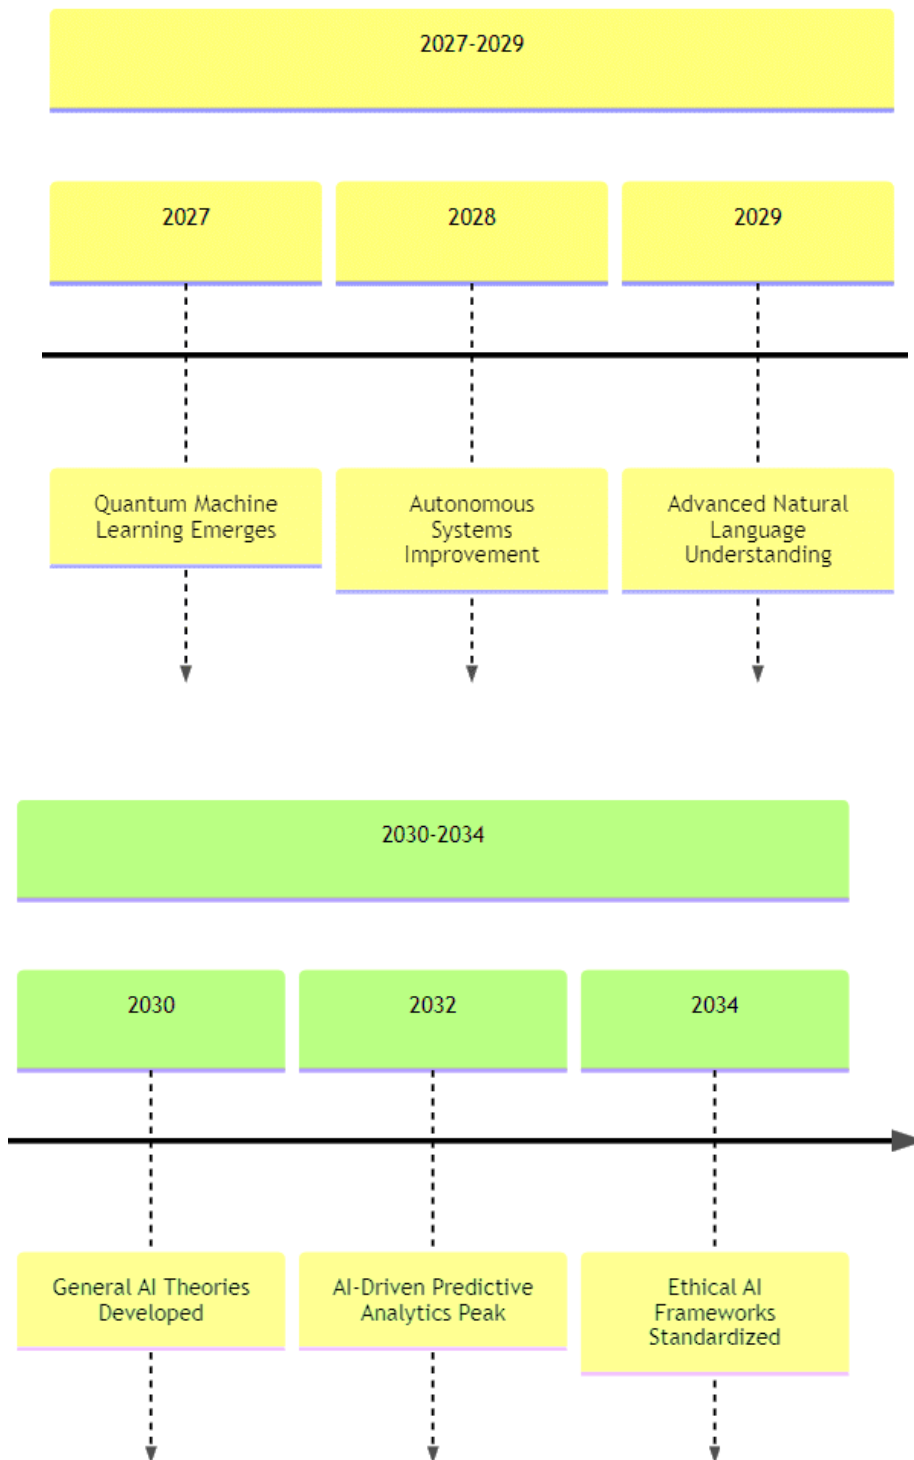 2027-2029
2027
2028
2029
Quantum Machine
Learning Emerges
Autonomous
Systems
Improvement
Advanced Natural
Language
Understanding
2030-2034
2030
2032
2034
General AI Theories
Developed
AI-Driven Predictive
Analytics Peak
Ethical AI
Frameworks
Standardized